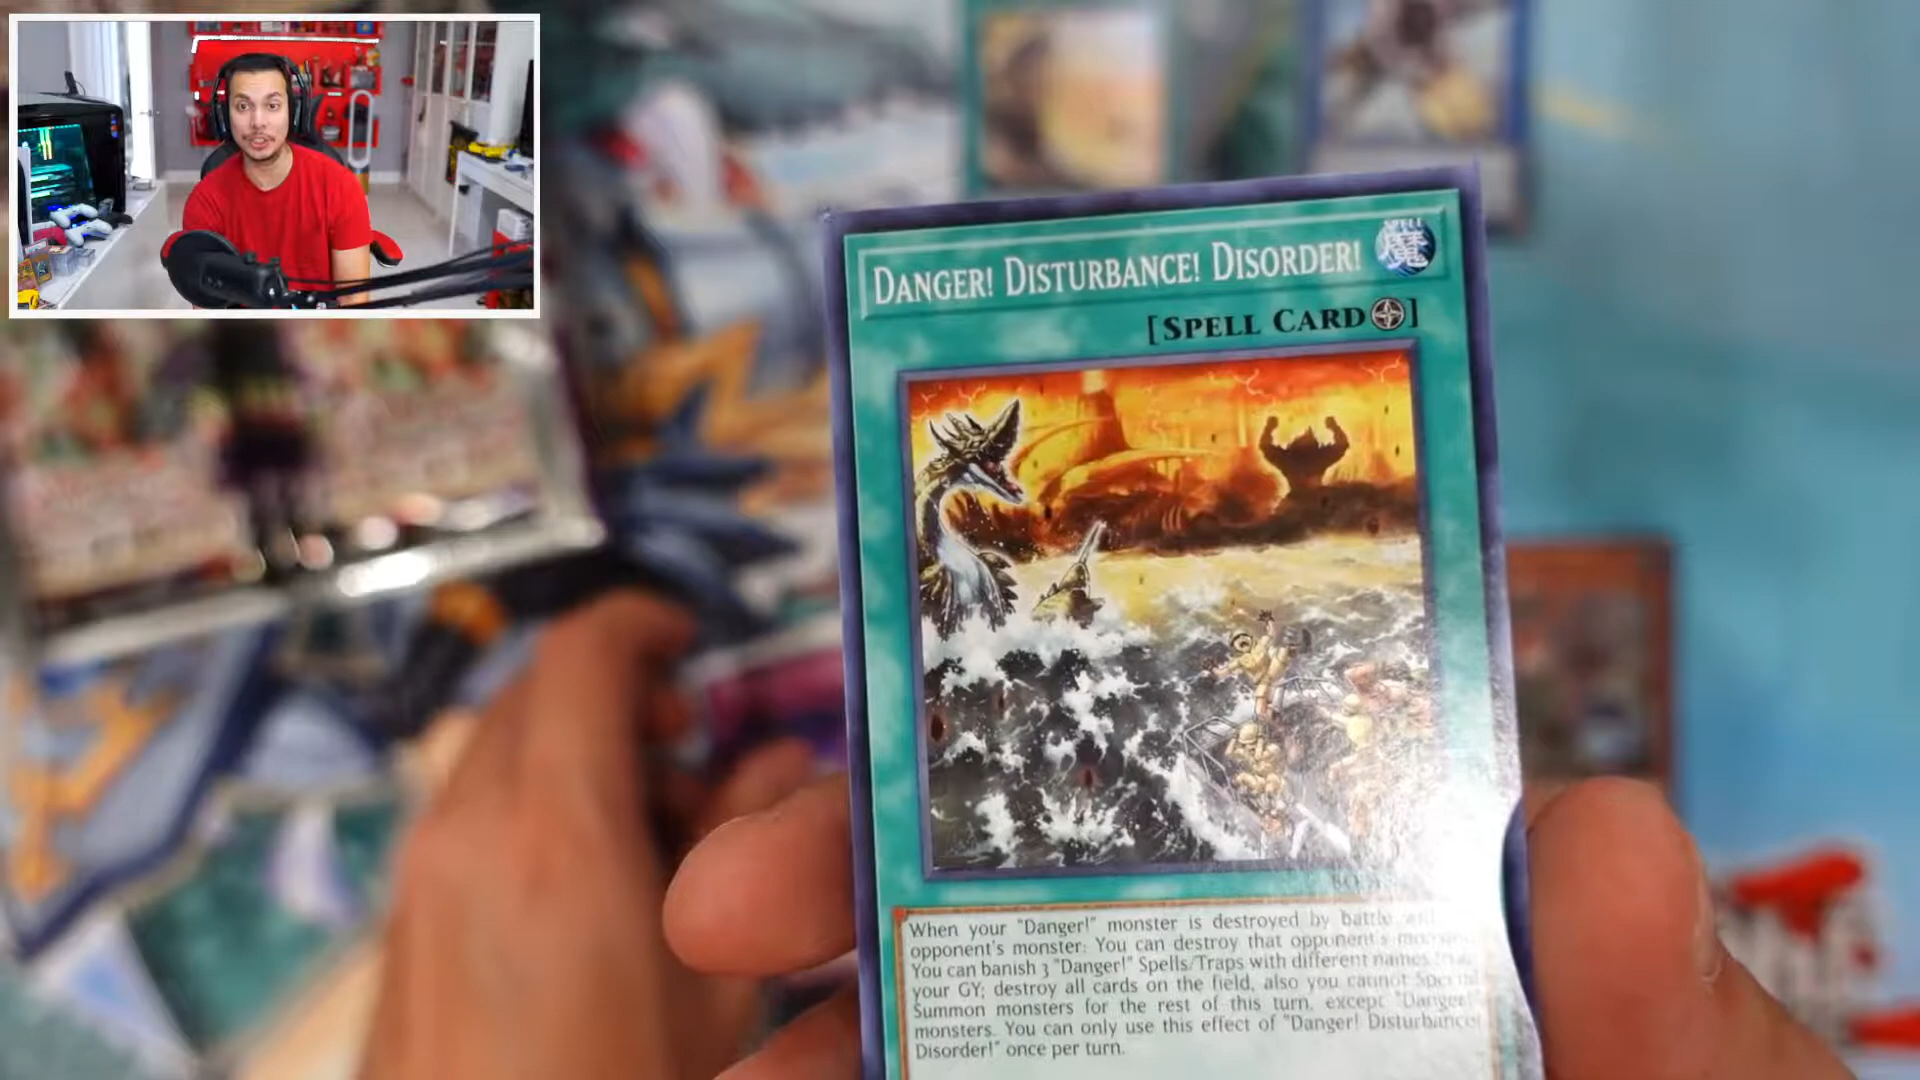 DANGER! DISTURBANCE! DISORDER!
SPELL
魔
[SPELL CARD]
When your "Danger!" monster is destroyed by battle
opponent's monster: You can destroy that opponent's
You can banish 3 "Danger!" Spells/Traps with different names
your GY; destroy all cards on the field, also you cannot Special
Summon monsters for the rest of this turn, except "Danger!"
monsters. You can only use this effect of "Danger! Disturbance!
Disorder!" once per turn.